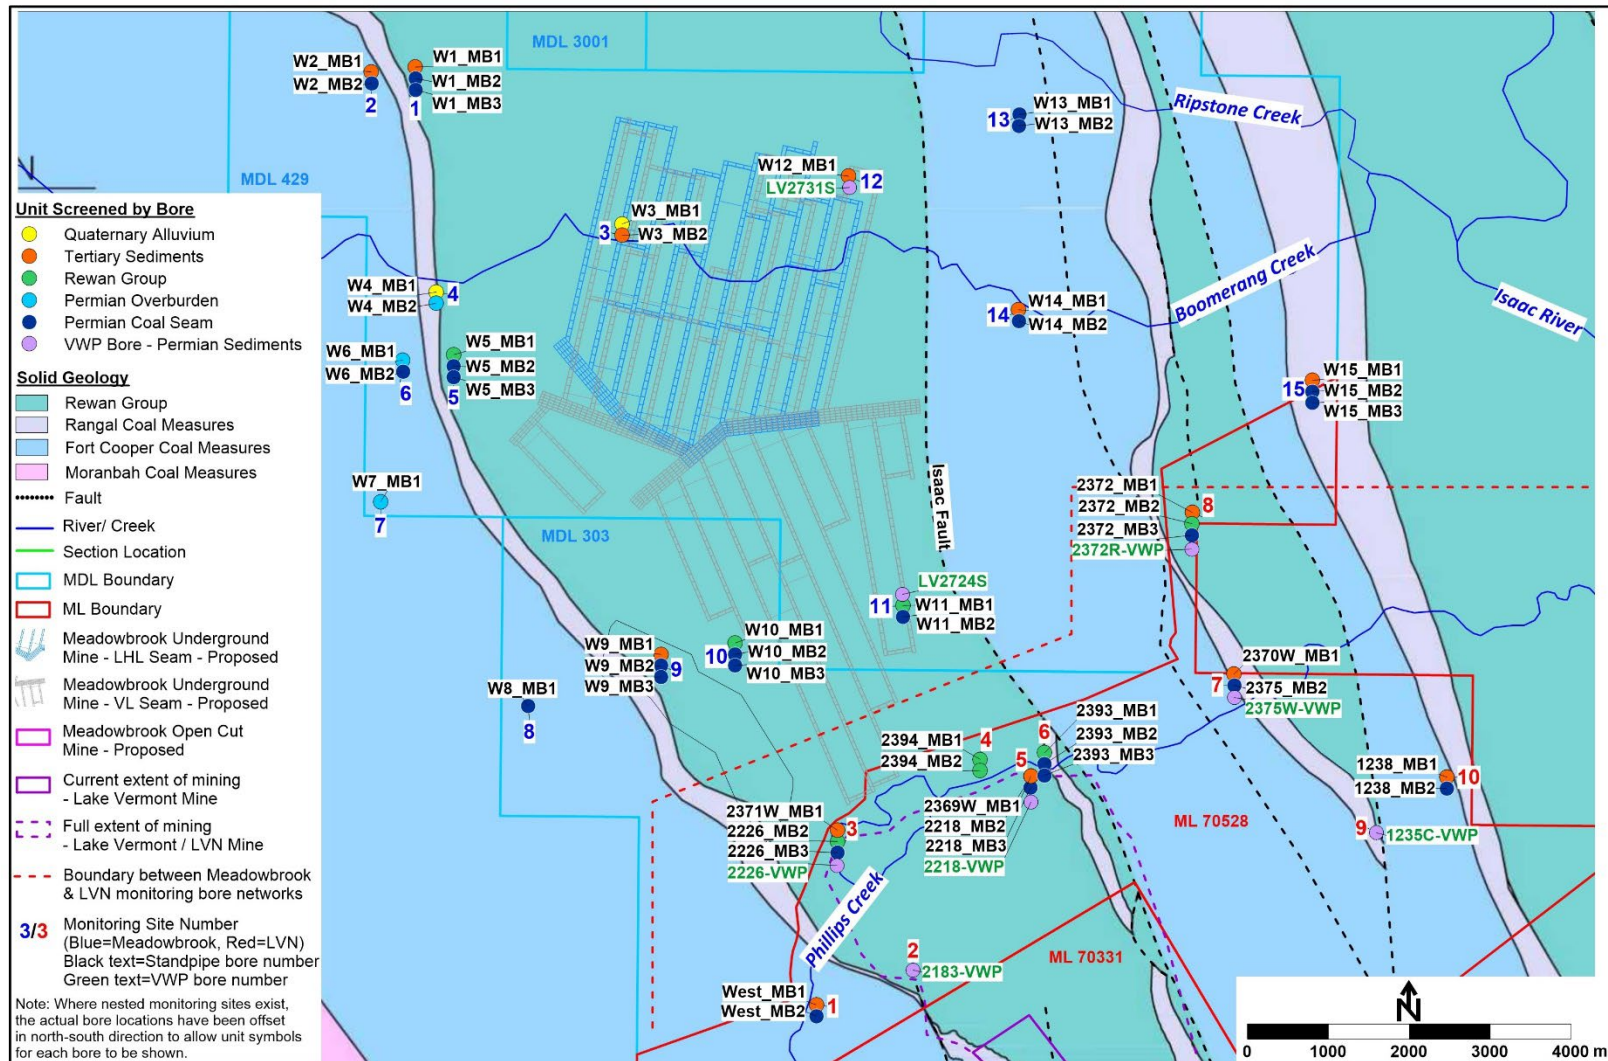 MDL 3001
W2_MB1
W2_MB2
2
W1_MB1
W1_MB2
W1_MB3
1
Ripstone Creek
W13_MB1
W13_MB2
13
MDL 429
W12_MB1
LV2731S
12
W3_MB1
W3_MB2
3
Boomerang Creek
Isaac River
W4_MB1
W4_MB2
4
W14_MB1
W14_MB2
14
W6_MB1
W6_MB2
6
W5_MB1
W5_MB2
W5_MB3
5
W15_MB1
W15_MB2
W15_MB3
15
Isaac Fault
W7_MB1
7
MDL 303
2372_MB1
2372_MB2
2372_MB3
2372R-VWP
8
LV2724S
W11_MB1
W11_MB2
11
W9_MB1
W9_MB2
W9_MB3
9
W10_MB1
W10_MB2
W10_MB3
10
W8_MB1
8
2370W_MB1
2375_MB2
2375W-VWP
7
2394_MB1
2394_MB2
4
2393_MB1
2393_MB2
2393_MB3
6
5
2369W_MB1
2218_MB2
2218_MB3
2218-VWP
1238_MB1
1238_MB2
10
9
1235C-VWP
ML 70528
2371W_MB1
2226_MB2
2226_MB3
2226-VWP
3
Phillips Creek
2
2183-VWP
ML 70331
West_MB1
West_MB2
1
Unit Screened by Bore
Quaternary Alluvium
Tertiary Sediments
Rewan Group
Permian Overburden
Permian Coal Seam
VWP Bore - Permian Sediments
Solid Geology
Rewan Group
Rangal Coal Measures
Fort Cooper Coal Measures
Moranbah Coal Measures
Fault
River/ Creek
Section Location
MDL Boundary
ML Boundary
Meadowbrook Underground
Mine - LHL Seam - Proposed
Meadowbrook Underground
Mine - VL Seam - Proposed
Meadowbrook Open Cut
Mine - Proposed
Current extent of mining
- Lake Vermont Mine
Full extent of mining
- Lake Vermont / LVN Mine
Boundary between Meadowbrook
& LVN monitoring bore networks
3/3 Monitoring Site Number
(Blue=Meadowbrook, Red=LVN)
Black text=Standpipe bore number
Green text=VWP bore number
Note: Where nested monitoring sites exist,
the actual bore locations have been offset
in north-south direction to allow unit symbols
for each bore to be shown.
N
0 1000 2000 3000 4000 m